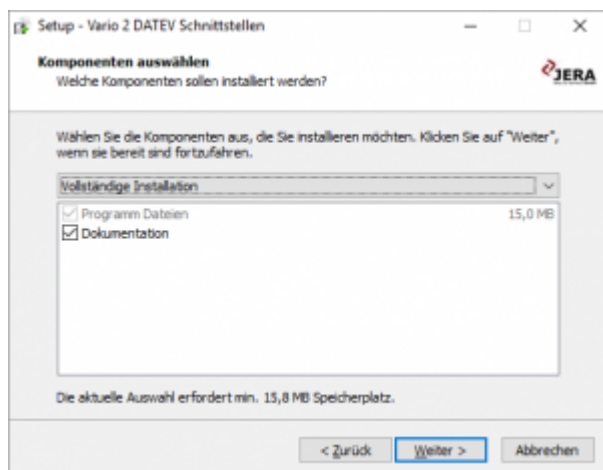 Setup - Vario 2 DATEV Schnittstellen
Komponenten auswählen
Welche Komponenten sollen installiert werden?
JERA
Wählen Sie die Komponenten aus, die Sie installieren möchten. Klicken Sie auf "Weiter",
wenn sie bereit sind fortzufahren.
Vollständige Installation
Programm Dateien 15,0 MB
Dokumentation
Die aktuelle Auswahl erfordert min. 15,8 MB Speicherplatz.
< Zurück Weiter > Abbrechen